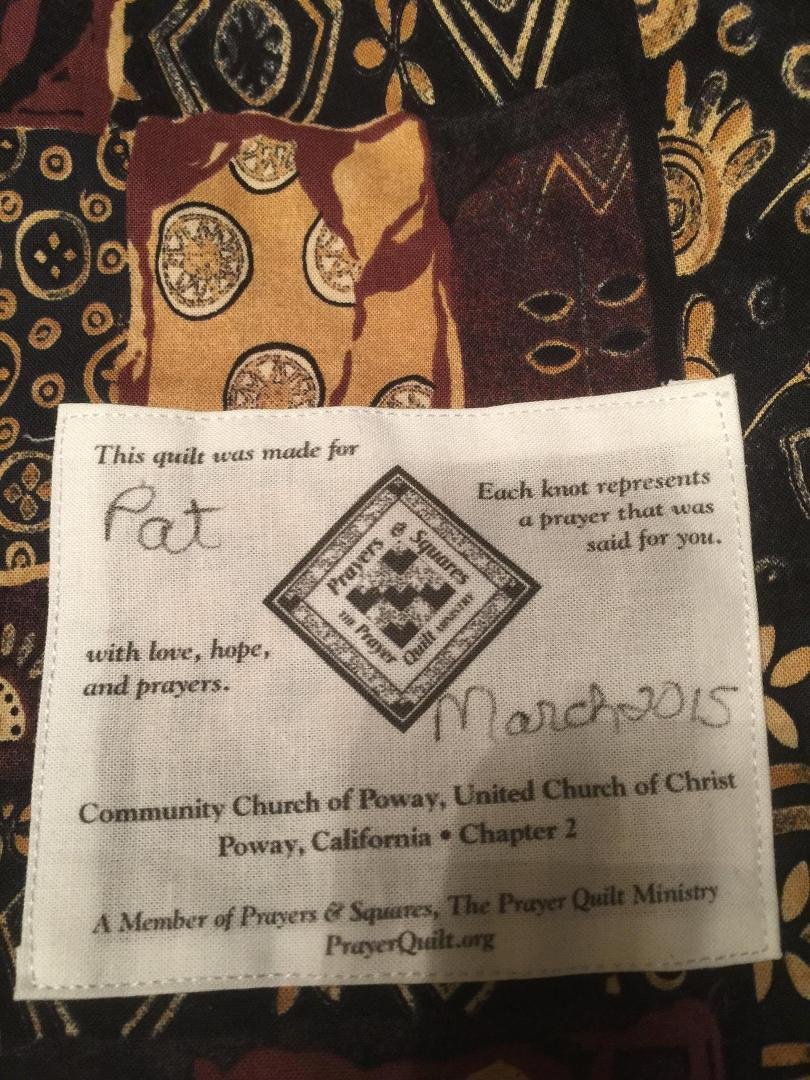 This quilt was made for
Pat
Each knot represents
a prayer that was
said for you.
Prayers & Squares
THE Prayer Quilt MINISTRY
with love, hope,
and prayers.
March 2015
Community Church of Poway, United Church of Christ
Poway, California • Chapter 2
A Member of Prayers & Squares, The Prayer Quilt Ministry
PrayerQuilt.org